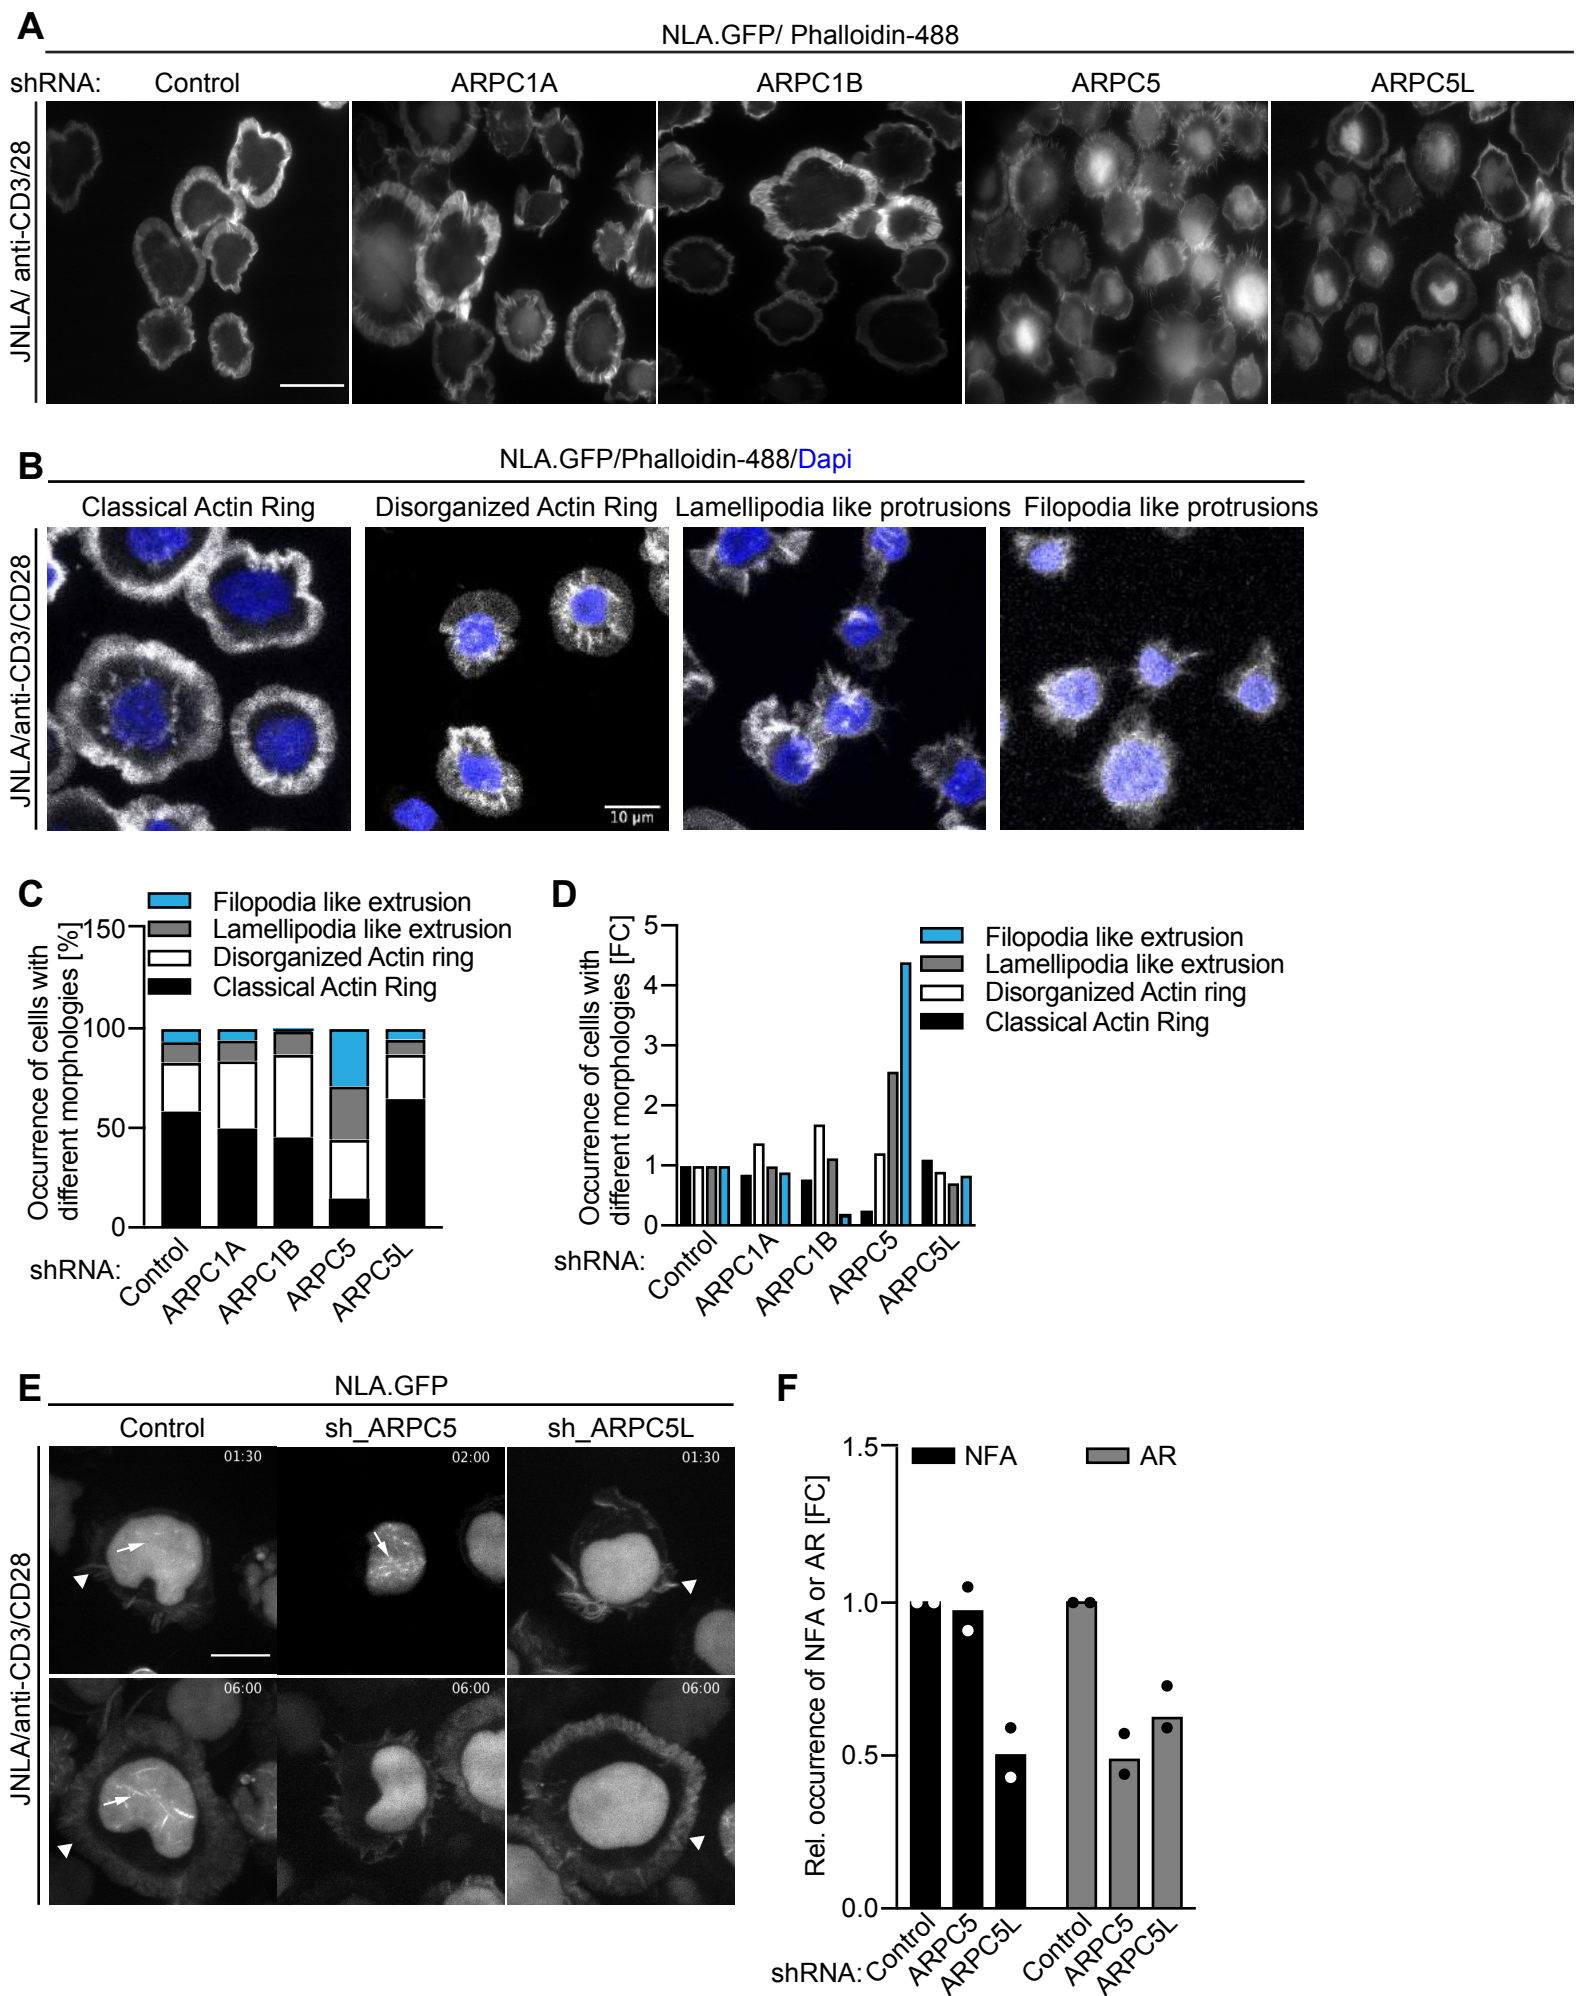 A
NLA.GFP/ Phalloidin-488
shRNA: Control ARPC1A ARPC1B ARPC5 ARPC5L
JNLA/ anti-CD3/28
B
NLA.GFP/Phalloidin-488/Dapi
Classical Actin Ring Disorganized Actin Ring Lamellipodia like protrusions Filopodia like protrusions
JNLA/anti-CD3/CD28
10 μm
C
Filopodia like extrusion
Lamellipodia like extrusion
Disorganized Actin ring
Classical Actin Ring
Occurrence of cellls with
different morphologies [%]
150
100
50
0
shRNA:
Control
ARPC1A
ARPC1B
ARPC5
ARPC5L
D
Filopodia like extrusion
Lamellipodia like extrusion
Disorganized Actin ring
Classical Actin Ring
Occurrence of cellls with
different morphologies [FC]
5
4
3
2
1
0
shRNA:
Control
ARPC1A
ARPC1B
ARPC5
ARPC5L
E
NLA.GFP
Control sh_ARPC5 sh_ARPC5L
JNLA/anti-CD3/CD28
01:30 02:00 01:30
06:00 06:00 06:00
F
NFA AR
Rel. occurrence of NFA or AR [FC]
1.5
1.0
0.5
0.0
shRNA:
Control
ARPC5
ARPC5L
Control
ARPC5
ARPC5L